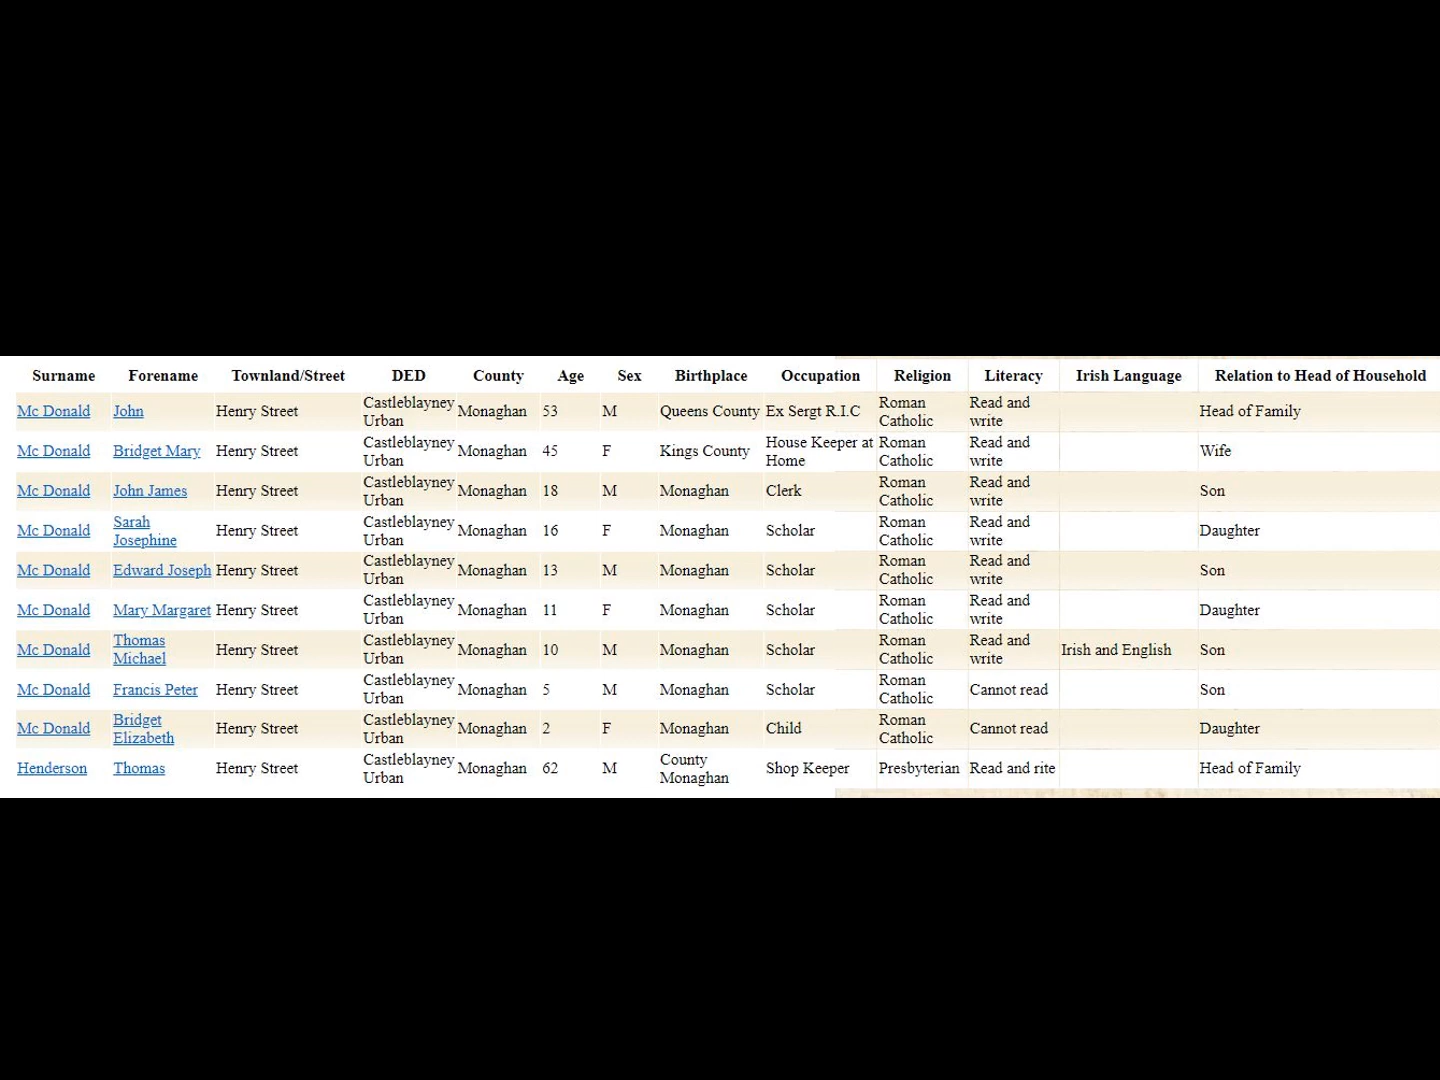 Surname Forename Townland/Street DED County Age Sex Birthplace Occupation Religion Literacy Irish Language Relation to Head of Household
Mc Donald John Henry Street Castleblayney Urban Monaghan 53 M Queens County Ex Sergt R.I.C Roman Catholic Read and write Head of Family
Mc Donald Bridget Mary Henry Street Castleblayney Urban Monaghan 45 F Kings County House Keeper at Home Roman Catholic Read and write Wife
Mc Donald John James Henry Street Castleblayney Urban Monaghan 18 M Monaghan Clerk Roman Catholic Read and write Son
Mc Donald Sarah Josephine Henry Street Castleblayney Urban Monaghan 16 F Monaghan Scholar Roman Catholic Read and write Daughter
Mc Donald Edward Joseph Henry Street Castleblayney Urban Monaghan 13 M Monaghan Scholar Roman Catholic Read and write Son
Mc Donald Mary Margaret Henry Street Castleblayney Urban Monaghan 11 F Monaghan Scholar Roman Catholic Read and write Daughter
Mc Donald Thomas Michael Henry Street Castleblayney Urban Monaghan 10 M Monaghan Scholar Roman Catholic Read and write Irish and English Son
Mc Donald Francis Peter Henry Street Castleblayney Urban Monaghan 5 M Monaghan Scholar Roman Catholic Cannot read Son
Mc Donald Bridget Elizabeth Henry Street Castleblayney Urban Monaghan 2 F Monaghan Child Roman Catholic Cannot read Daughter
Henderson Thomas Henry Street Castleblayney Urban Monaghan 62 M County Monaghan Shop Keeper Presbyterian Read and rite Head of Family